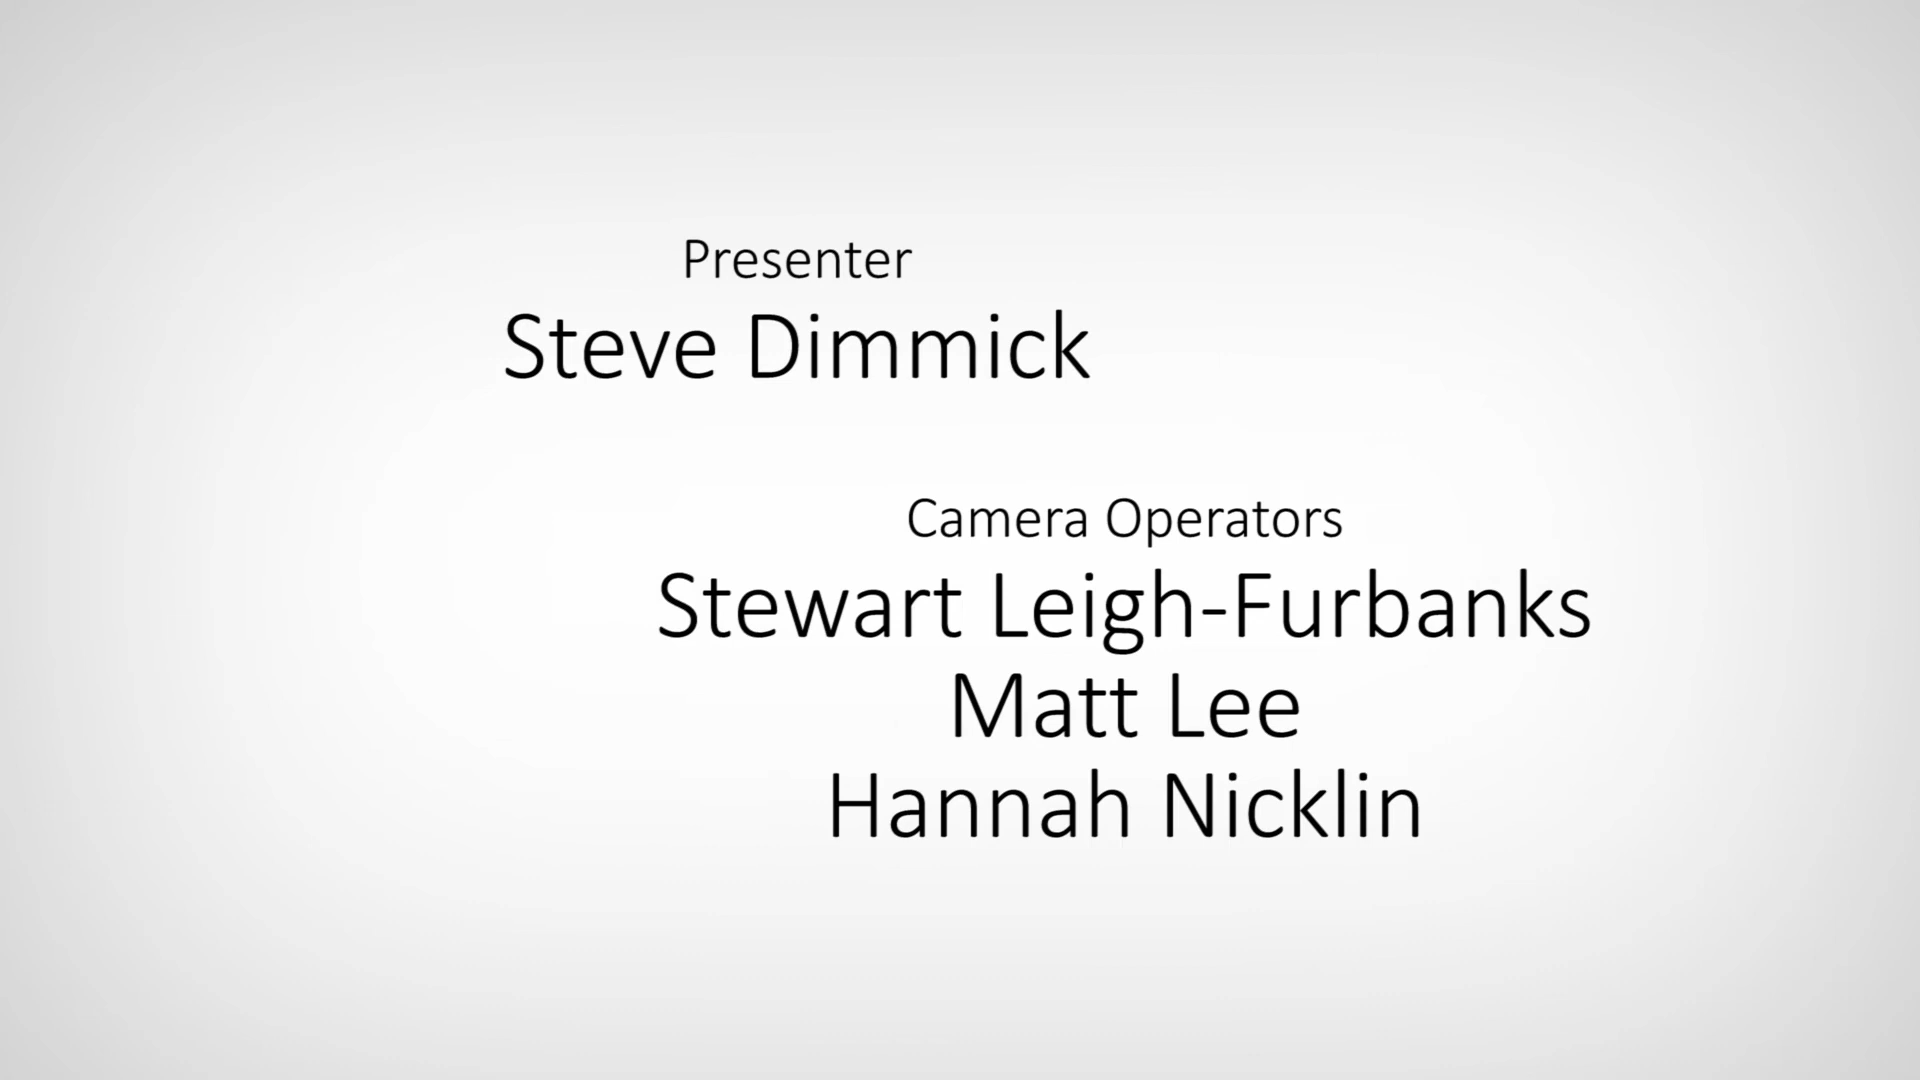 Presenter
Steve Dimmick
Camera Operators
Stewart Leigh-Furbanks
Matt Lee
Hannah Nicklin